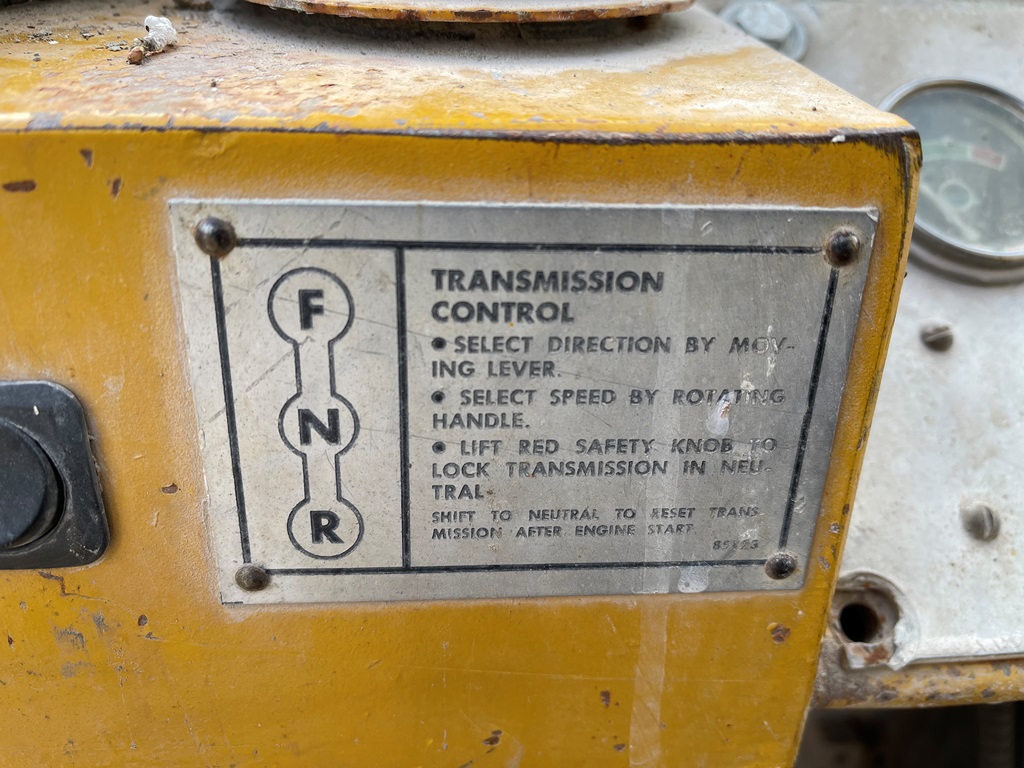 F
N
R
TRANSMISSION
CONTROL
• SELECT DIRECTION BY MOV-
ING LEVER.
• SELECT SPEED BY ROTATING
HANDLE.
• LIFT RED SAFETY KNOB TO
LOCK TRANSMISSION IN NEU-
TRAL.
SHIFT TO NEUTRAL TO RESET TRANS
MISSION AFTER ENGINE START